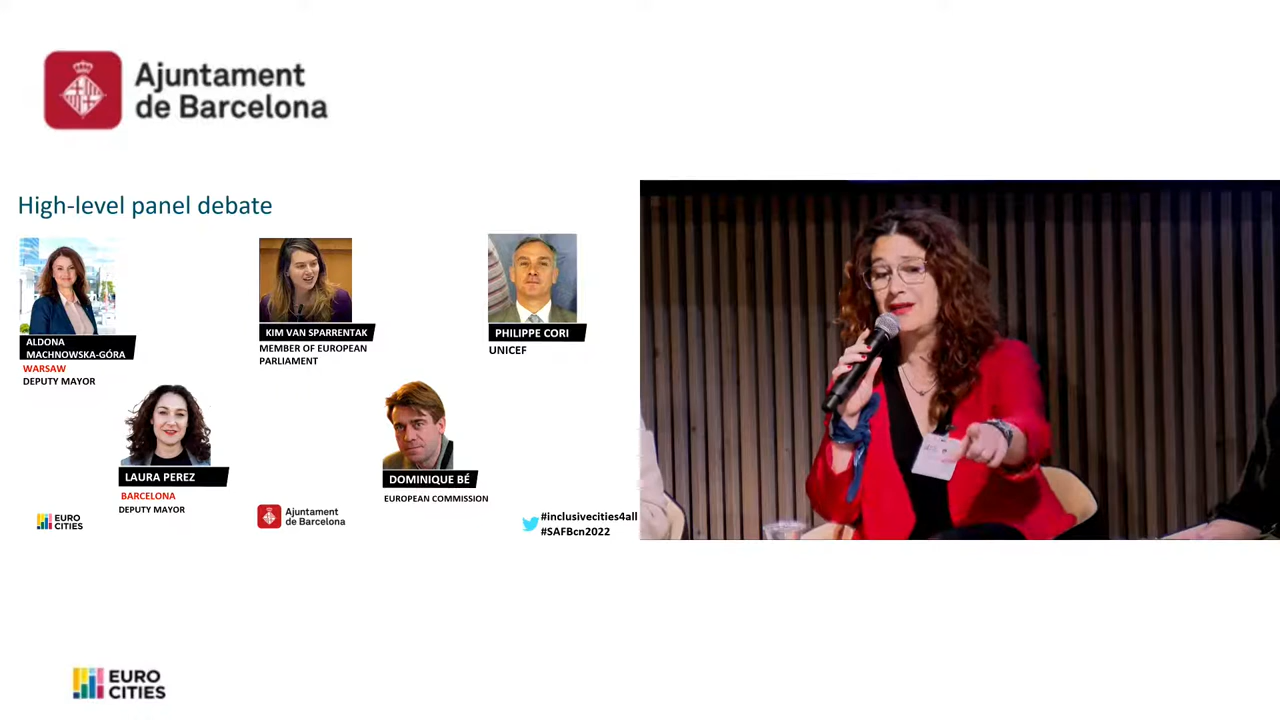 Ajuntament
de Barcelona
High-level panel debate
ALDONA
MACHNOWSKA-GÓRA
WARSAW
DEPUTY MAYOR
KIM VAN SPARRENTAK
MEMBER OF EUROPEAN
PARLIAMENT
PHILIPPE CORI
UNICEF
LAURA PEREZ
BARCELONA
DEPUTY MAYOR
DOMINIQUE BÉ
EUROPEAN COMMISSION
EURO
CITIES
Ajuntament
de Barcelona
#inclusivecities4all
#SAFBcn2022
EURO
CITIES